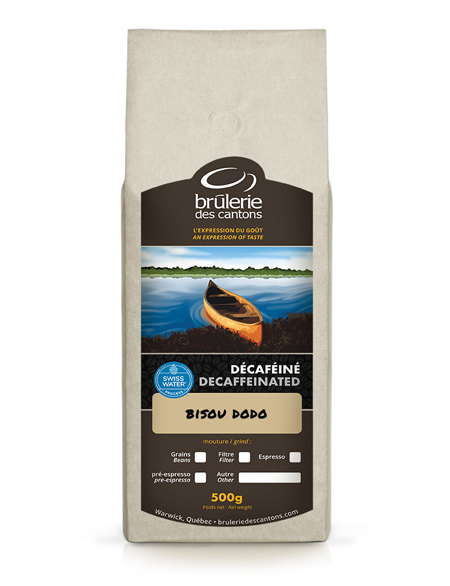 brûlerie
des cantons
L'EXPRESSION DU GOÛT
AN EXPRESSION OF TASTE
SWISS
WATER
PROCESS
DÉCAFÉINÉ
DECAFFEINATED
BISOU DODO
mouture / grind :
Grains
Beans
Filtre
Filter
Espresso
pré-espresso
pre-espresso
Autre
Other
500g
Poids net • Net weight
Warwick, Québec • bruleriedescantons.com